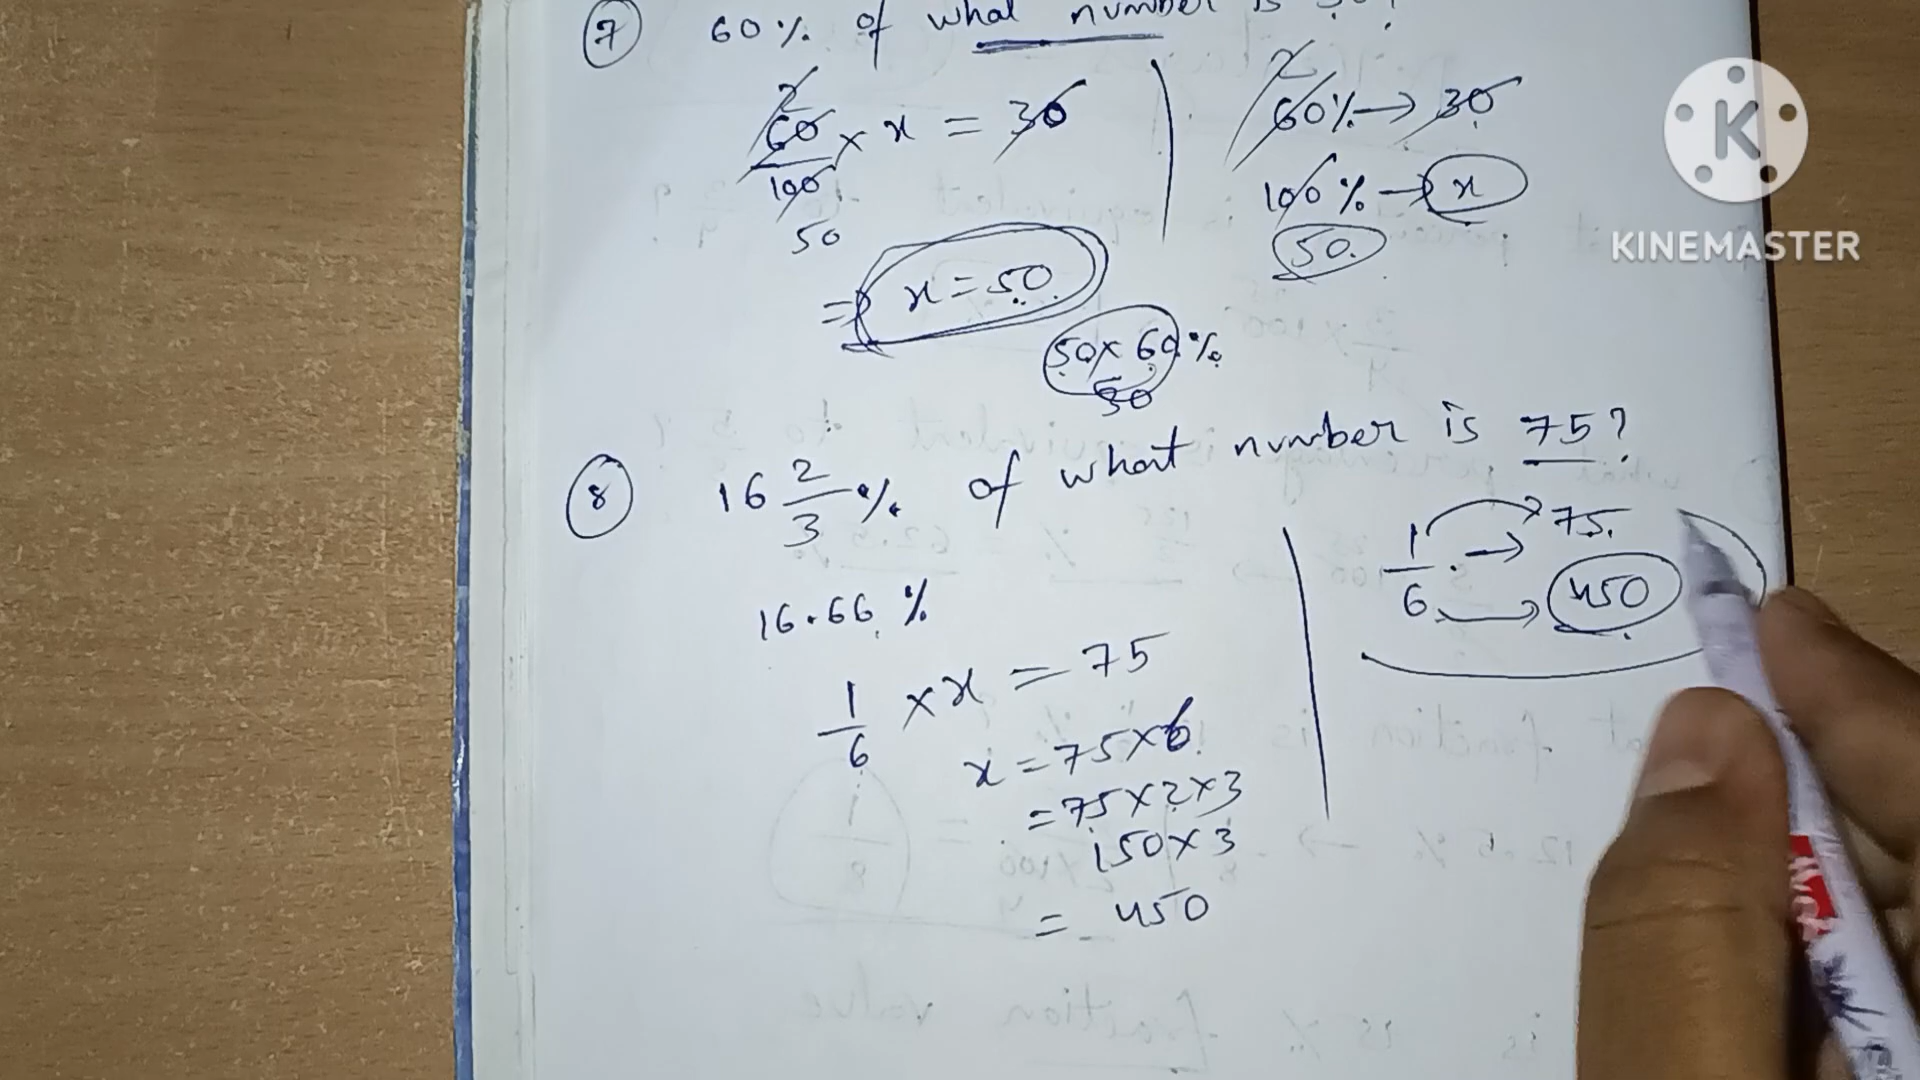 7 60% of what number is 30?
2
60/100 × x = 30
50
=> x = 50
2
60% → 30
100% → x
50.
50 × 60%
30
8 16 2/3 % of what number is 75?
16.66 %
1/6 × x = 75
x = 75 × 6
= 75 × 2 × 3
150 × 3
= 450
1/6 → 75
→ 450
K
KINEMASTER